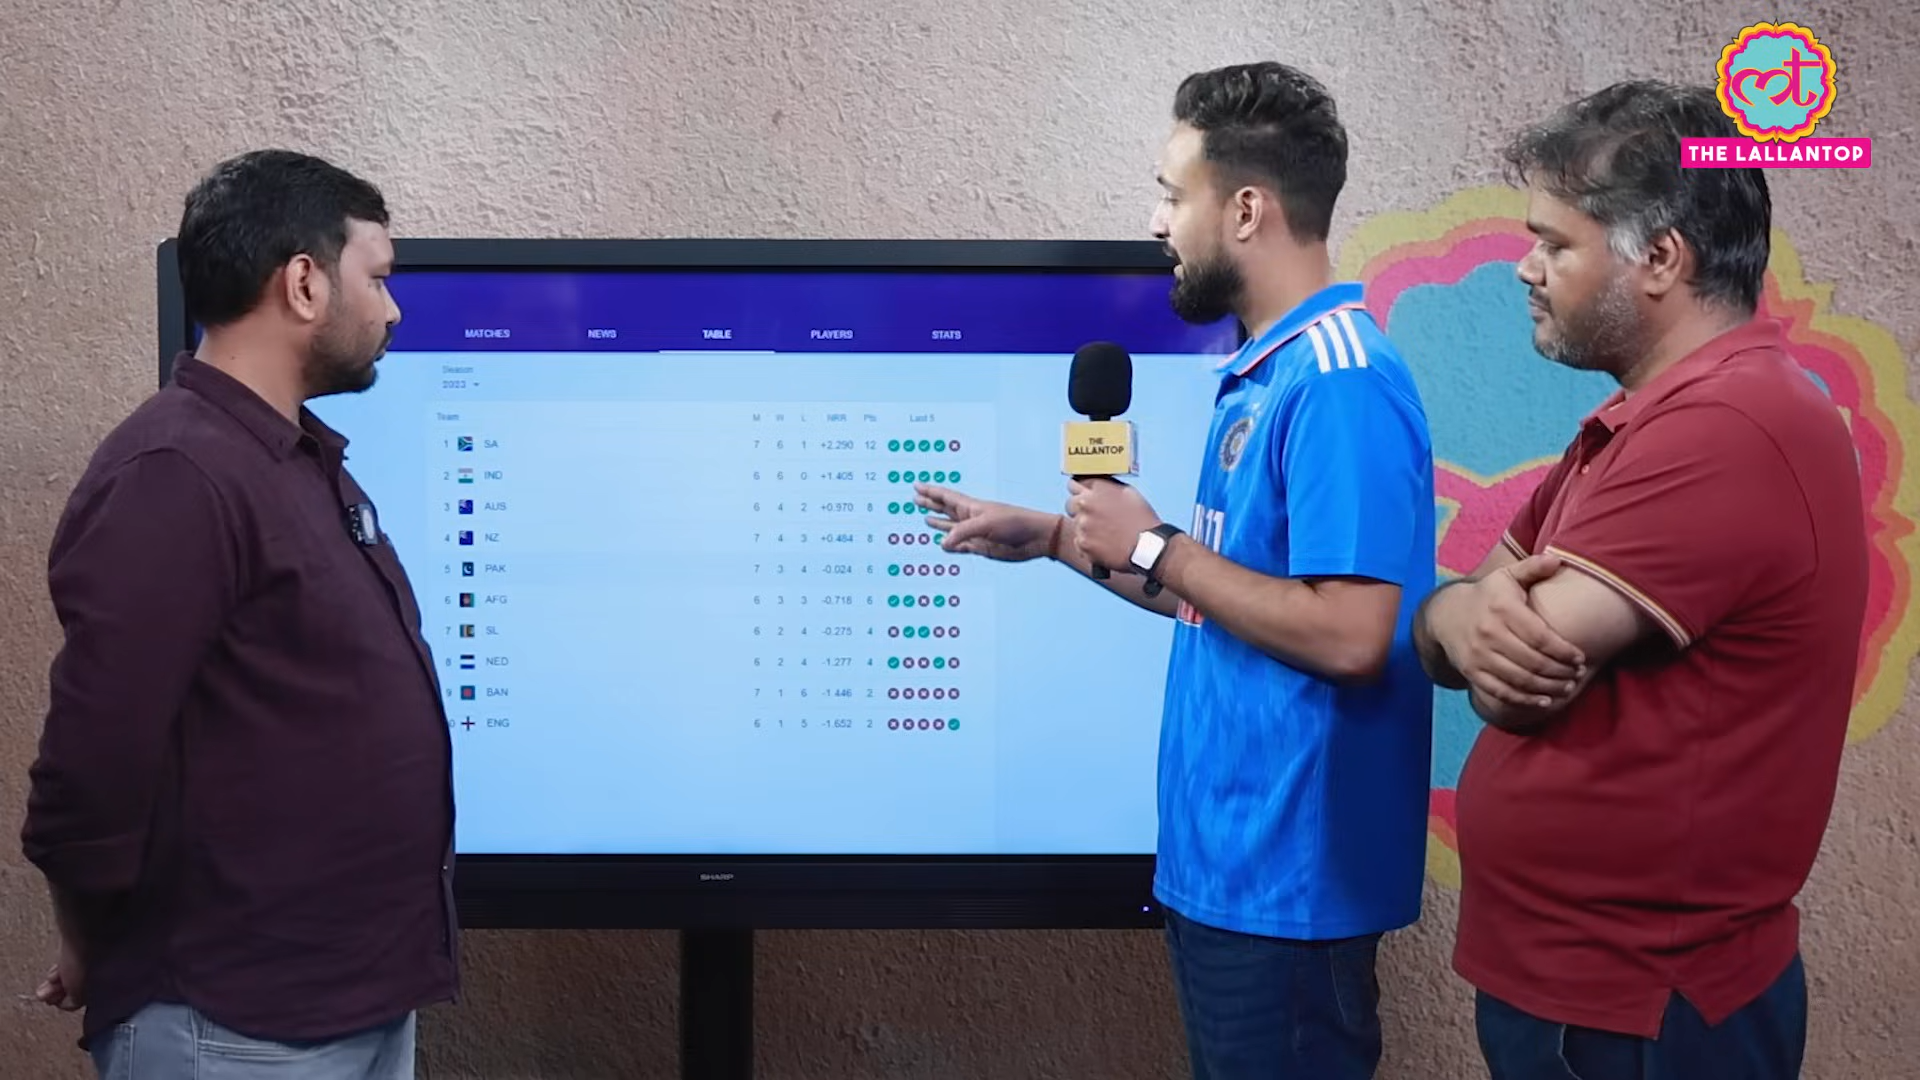 THE LALLANTOP
MATCHES NEWS TABLE PLAYERS STATS
Season
2023
Team M W L NRR Pts Last 5
1 SA 7 6 1 +2.290 12
2 IND 6 6 0 +1.405 12
3 AUS 6 4 2 +0.970 8
4 NZ 7 4 3 +0.484 8
5 PAK 7 3 4 -0.024 6
6 AFG 6 3 3 -0.718 6
7 SL 6 2 4 -0.275 4
8 NED 6 2 4 -1.277 4
9 BAN 7 1 6 -1.446 2
0 ENG 6 1 5 -1.652 2
THE
LALLANTOP
SHARP